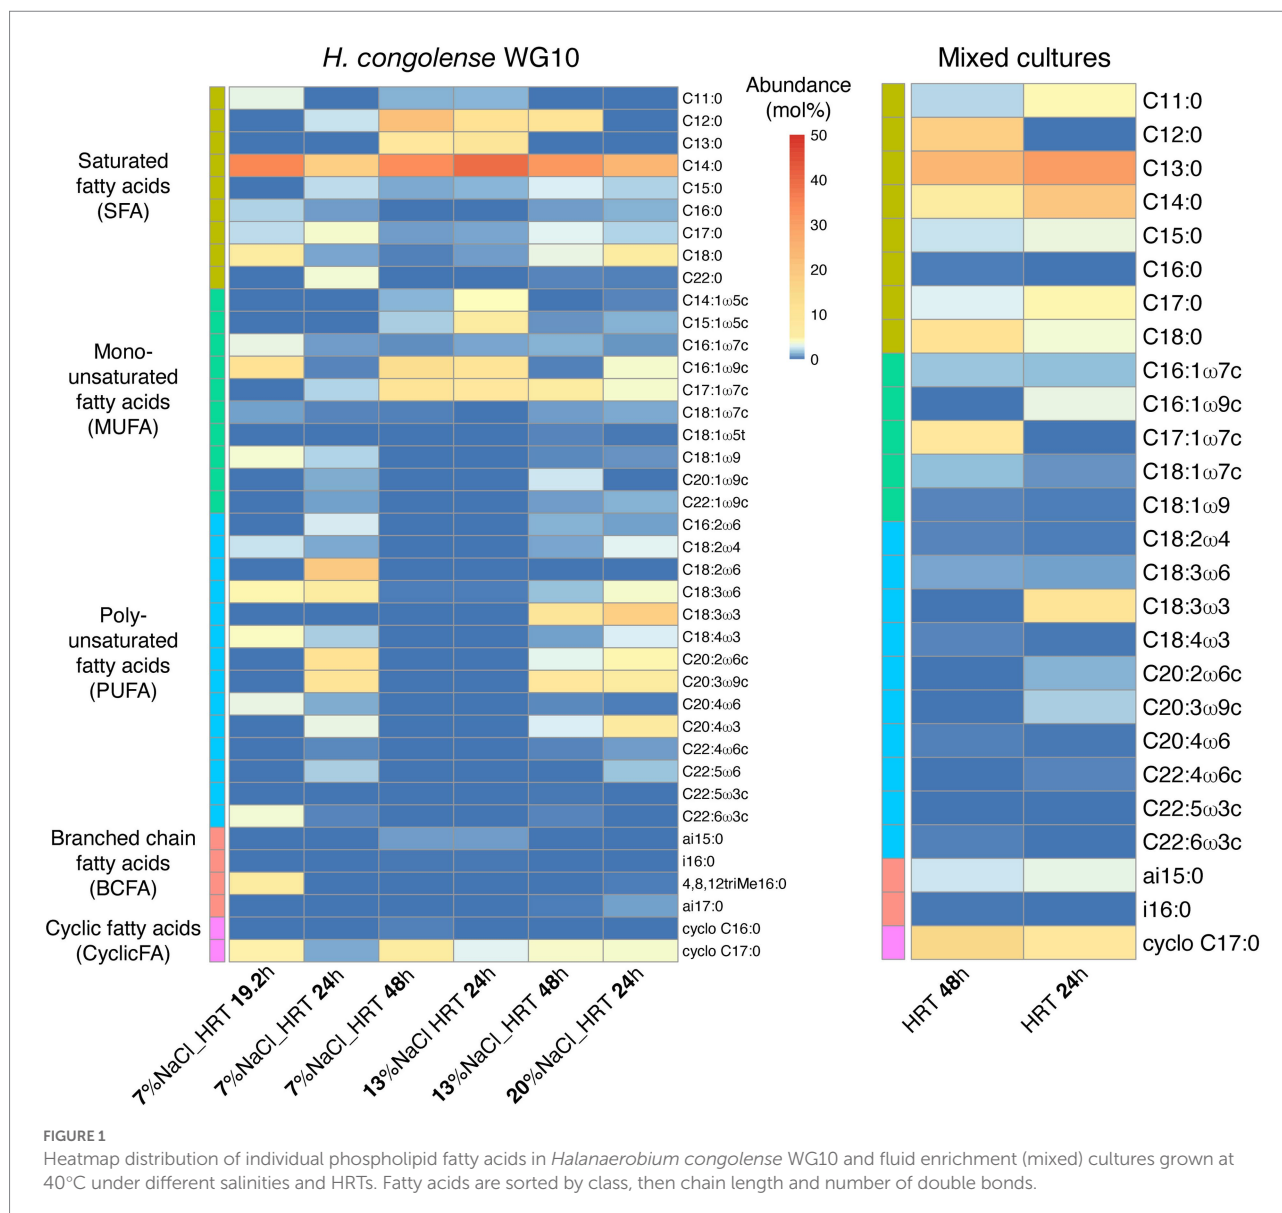 H. congolense WG10
Mixed cultures
Abundance
(mol%)
50
40
30
20
10
0
Saturated
fatty acids
(SFA)
Mono-
unsaturated
fatty acids
(MUFA)
Poly-
unsaturated
fatty acids
(PUFA)
Branched chain
fatty acids
(BCFA)
Cyclic fatty acids
(CyclicFA)
C11:0
C12:0
C13:0
C14:0
C15:0
C16:0
C17:0
C18:0
C22:0
C14:1ω5c
C15:1ω5c
C16:1ω7c
C16:1ω9c
C17:1ω7c
C18:1ω7c
C18:1ω5t
C18:1ω9
C20:1ω9c
C22:1ω9c
C16:2ω6
C18:2ω4
C18:2ω6
C18:3ω6
C18:3ω3
C18:4ω3
C20:2ω6c
C20:3ω9c
C20:4ω6
C20:4ω3
C22:4ω6c
C22:5ω6
C22:5ω3c
C22:6ω3c
ai15:0
i16:0
4,8,12triMe16:0
ai17:0
cyclo C16:0
cyclo C17:0
7%NaCl_HRT 19.2h
7%NaCl_HRT 24h
7%NaCl_HRT 48h
13%NaCl HRT 24h
13%NaCl_HRT 48h
20%NaCl_HRT 24h
C11:0
C12:0
C13:0
C14:0
C15:0
C16:0
C17:0
C18:0
C16:1ω7c
C16:1ω9c
C17:1ω7c
C18:1ω7c
C18:1ω9
C18:2ω4
C18:3ω6
C18:3ω3
C18:4ω3
C20:2ω6c
C20:3ω9c
C20:4ω6
C22:4ω6c
C22:5ω3c
C22:6ω3c
ai15:0
i16:0
cyclo C17:0
HRT 48h
HRT 24h
FIGURE 1
Heatmap distribution of individual phospholipid fatty acids in Halanaerobium congolense WG10 and fluid enrichment (mixed) cultures grown at
40°C under different salinities and HRTs. Fatty acids are sorted by class, then chain length and number of double bonds.